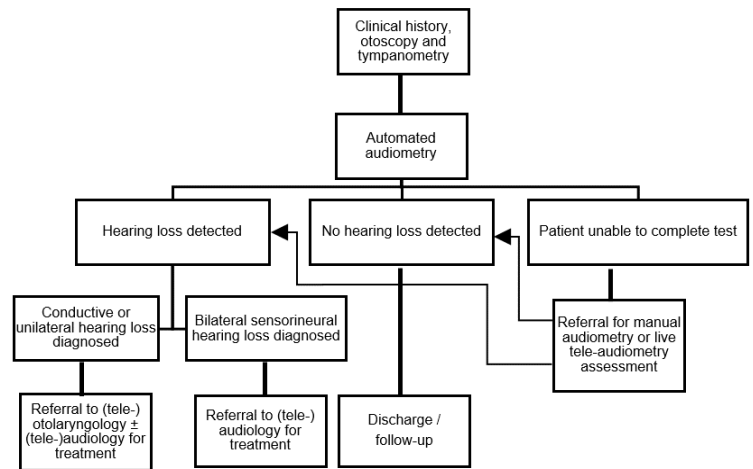 Clinical history,
otoscopy and
tympanometry
Automated
audiometry
Hearing loss detected
No hearing loss detected
Patient unable to complete test
Conductive or
unilateral hearing loss
diagnosed
Bilateral sensorineural
hearing loss diagnosed
Referral for manual
audiometry or live
tele-audiometry
assessment
Referral to (tele-)
otolaryngology ±
(tele-)audiology for
treatment
Referral to (tele-)
audiology for
treatment
Discharge /
follow-up